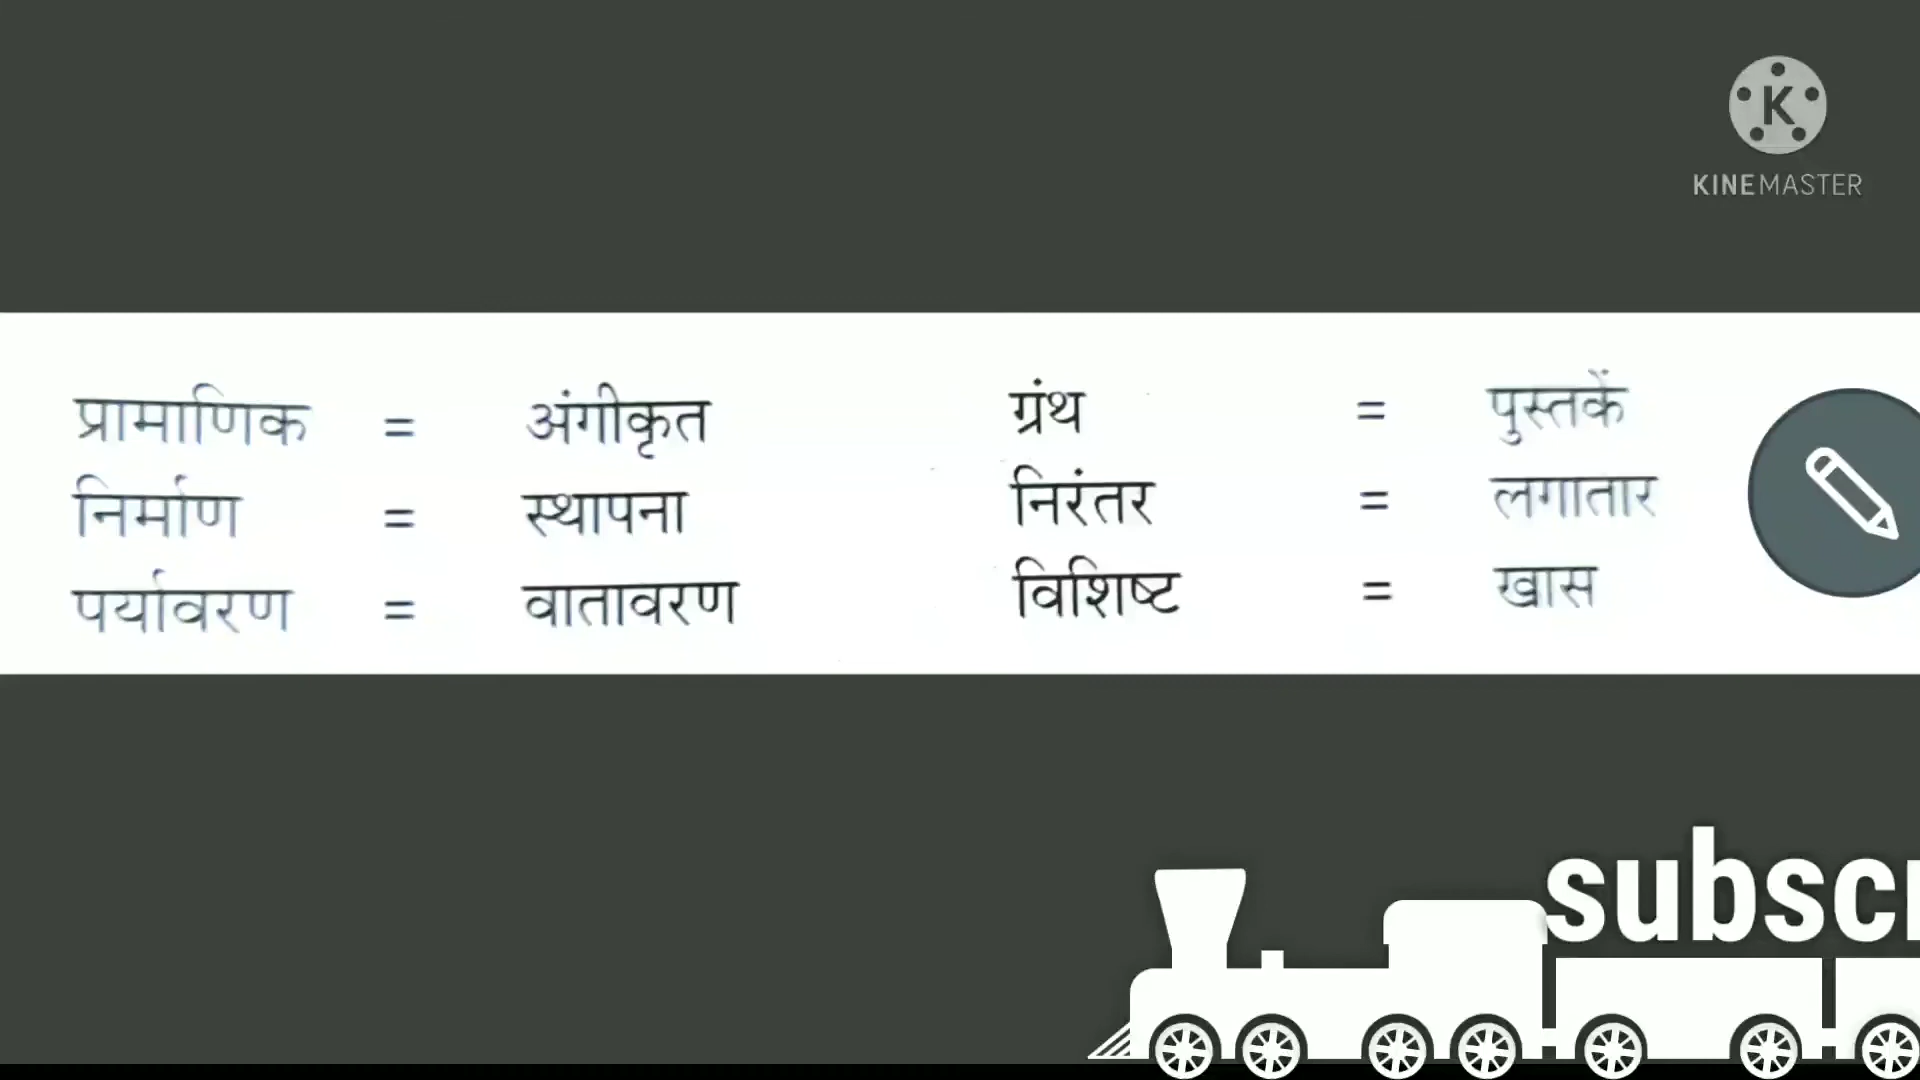 KINEMASTER
प्रामाणिक = अंगीकृत ग्रंथ = पुस्तकें
निर्माण = स्थापना निरंतर = लगातार
पर्यावरण = वातावरण विशिष्ट = खास
subscr